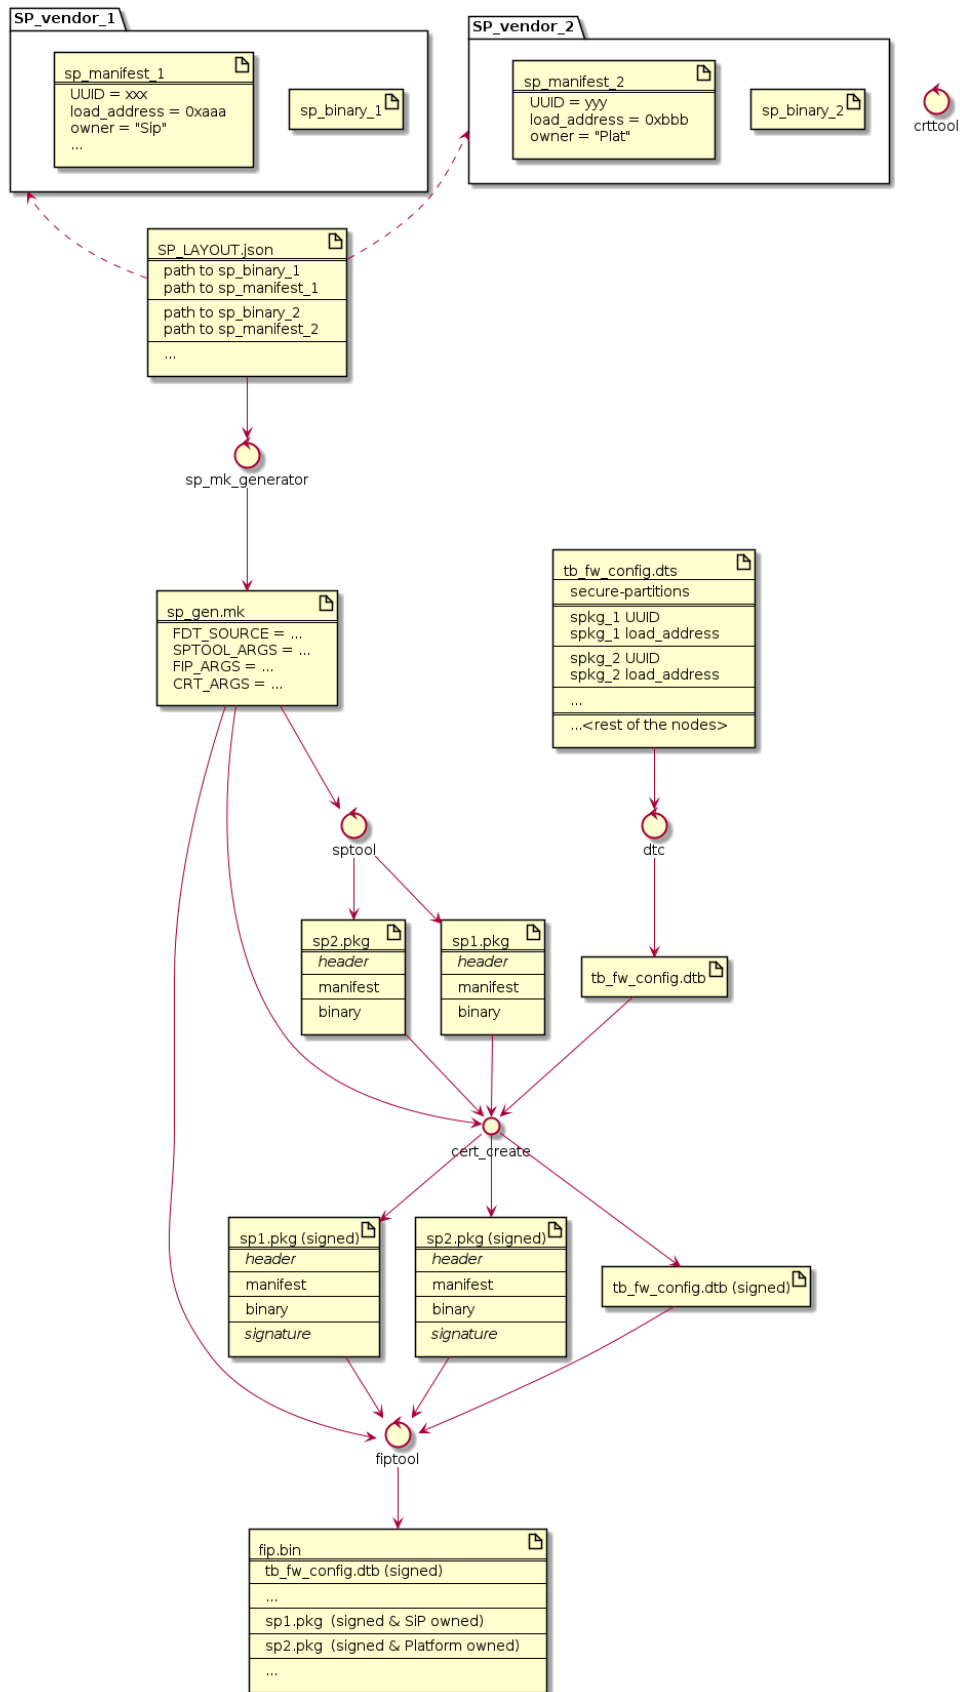 SP_vendor_1
sp_manifest_1
UUID = xxx
load_address = 0xaaa
owner = "Sip"
...
sp_binary_1
SP_vendor_2
sp_manifest_2
UUID = yyy
load_address = 0xbbb
owner = "Plat"
sp_binary_2
crttool
SP_LAYOUT.json
path to sp_binary_1
path to sp_manifest_1
path to sp_binary_2
path to sp_manifest_2
...
sp_mk_generator
sp_gen.mk
FDT_SOURCE = ...
SPTOOL_ARGS = ...
FIP_ARGS = ...
CRT_ARGS = ...
tb_fw_config.dts
secure-partitions
spkg_1 UUID
spkg_1 load_address
spkg_2 UUID
spkg_2 load_address
...
...<rest of the nodes>
sptool
dtc
sp2.pkg
header
manifest
binary
sp1.pkg
header
manifest
binary
tb_fw_config.dtb
cert_create
sp1.pkg (signed)
header
manifest
binary
signature
sp2.pkg (signed)
header
manifest
binary
signature
tb_fw_config.dtb (signed)
fiptool
fip.bin
tb_fw_config.dtb (signed)
...
sp1.pkg (signed & SiP owned)
sp2.pkg (signed & Platform owned)
...